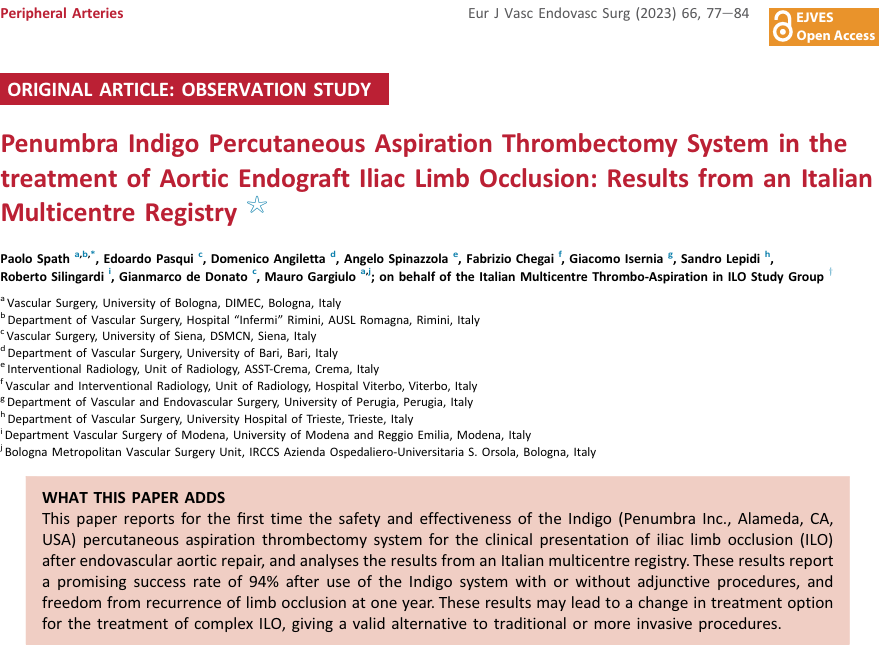 Peripheral Arteries
Eur J Vasc Endovasc Surg (2023) 66, 77—84
EJVES
Open Access
ORIGINAL ARTICLE: OBSERVATION STUDY
Penumbra Indigo Percutaneous Aspiration Thrombectomy System in the
treatment of Aortic Endograft Iliac Limb Occlusion: Results from an Italian
Multicentre Registry ☆
Paolo Spath a,b,*, Edoardo Pasqui c, Domenico Angiletta d, Angelo Spinazzola e, Fabrizio Chegai f, Giacomo Isernia g, Sandro Lepidi h,
Roberto Silingardi i, Gianmarco de Donato c, Mauro Gargiulo a,j; on behalf of the Italian Multicentre Thrombo-Aspiration in ILO Study Group †
a Vascular Surgery, University of Bologna, DIMEC, Bologna, Italy
b Department of Vascular Surgery, Hospital “Infermi” Rimini, AUSL Romagna, Rimini, Italy
c Vascular Surgery, University of Siena, DSMCN, Siena, Italy
d Department of Vascular Surgery, University of Bari, Bari, Italy
e Interventional Radiology, Unit of Radiology, ASST-Crema, Crema, Italy
f Vascular and Interventional Radiology, Unit of Radiology, Hospital Viterbo, Viterbo, Italy
g Department of Vascular and Endovascular Surgery, University of Perugia, Perugia, Italy
h Department of Vascular Surgery, University Hospital of Trieste, Trieste, Italy
i Department Vascular Surgery of Modena, University of Modena and Reggio Emilia, Modena, Italy
j Bologna Metropolitan Vascular Surgery Unit, IRCCS Azienda Ospedaliero-Universitaria S. Orsola, Bologna, Italy
WHAT THIS PAPER ADDS
This paper reports for the first time the safety and effectiveness of the Indigo (Penumbra Inc., Alameda, CA,
USA) percutaneous aspiration thrombectomy system for the clinical presentation of iliac limb occlusion (ILO)
after endovascular aortic repair, and analyses the results from an Italian multicentre registry. These results report
a promising success rate of 94% after use of the Indigo system with or without adjunctive procedures, and
freedom from recurrence of limb occlusion at one year. These results may lead to a change in treatment option
for the treatment of complex ILO, giving a valid alternative to traditional or more invasive procedures.